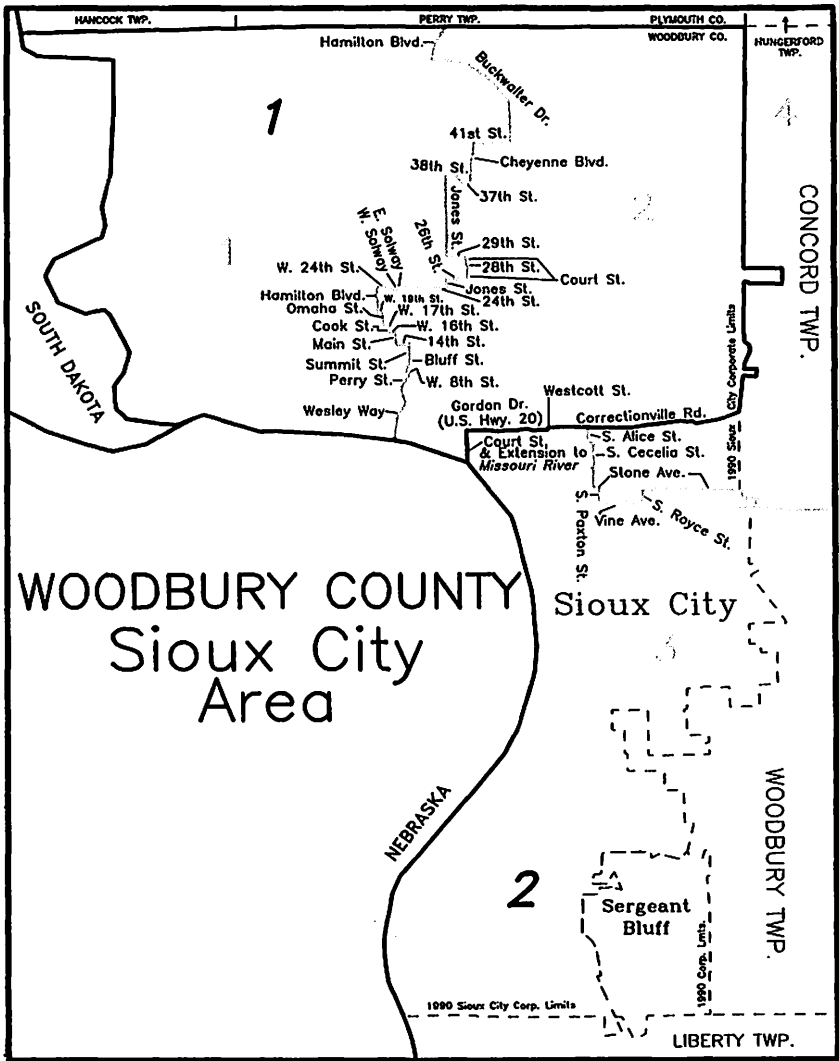 HANCOCK TWP.
PERRY TWP.
PLYMOUTH CO.
WOODBURY CO.
HUNGERFORD
TWP.
Hamilton Blvd.
Buckwalter Dr.
1
4
41st St.
Cheyenne Blvd.
38th St.
37th St.
Jones St.
2
1
CONCORD TWP.
E. Solway
W. Solway
26th St.
29th St.
28th St.
Court St.
W. 24th St.
Jones St.
24th St.
Hamilton Blvd.
W. 18th St.
Omaha St.
W. 17th St.
Cook St.
W. 16th St.
Main St.
14th St.
Summit St.
Bluff St.
Perry St.
W. 8th St.
Wesley Way
SOUTH DAKOTA
Westcott St.
Gordon Dr.
(U.S. Hwy. 20)
Correctionville Rd.
1990 Sioux City Corporate Limits
Court St.
& Extension to
Missouri River
S. Alice St.
S. Cecelia St.
Stone Ave.
S. Paxton St.
Vine Ave.
S. Royce St.
WOODBURY COUNTY
Sioux City
Area
Sioux City
3
NEBRASKA
WOODBURY TWP.
2
Sergeant
Bluff
1990 Corp. Lmts.
1990 Sioux City Corp. Limits
LIBERTY TWP.